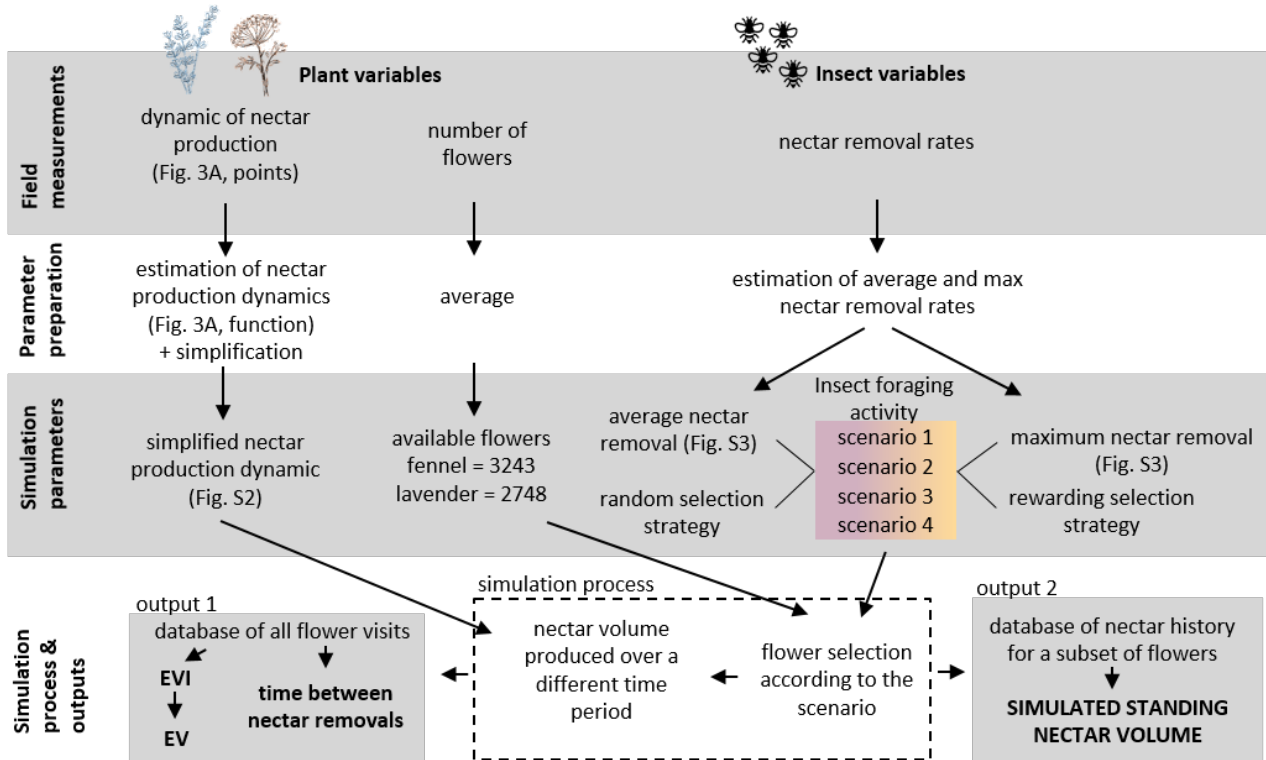 Plant variables
Insect variables
Field
measurements
dynamic of nectar
production
(Fig. 3A, points)
number of
flowers
nectar removal rates
Parameter
preparation
estimation of nectar
production dynamics
(Fig. 3A, function)
+ simplification
average
estimation of average and max
nectar removal rates
Simulation
parameters
simplified nectar
production dynamic
(Fig. S2)
available flowers
fennel = 3243
lavender = 2748
average nectar
removal (Fig. S3)
random selection
strategy
Insect foraging
activity
scenario 1
scenario 2
scenario 3
scenario 4
maximum nectar removal
(Fig. S3)
rewarding selection
strategy
Simulation
process &
outputs
output 1
database of all flower visits
EVI
EV
time between
nectar removals
simulation process
nectar volume
produced over a
different time
period
flower selection
according to the
scenario
output 2
database of nectar history
for a subset of flowers
SIMULATED STANDING
NECTAR VOLUME